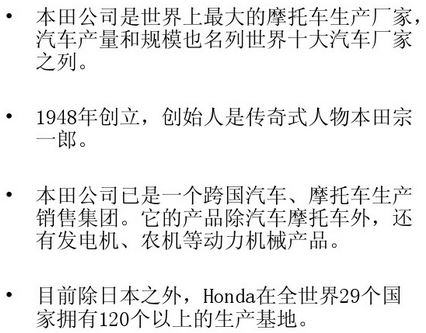 • 本田公司是世界上最大的摩托车生产厂家，
汽车产量和规模也名列世界十大汽车厂家
之列。
• 1948年创立，创始人是传奇式人物本田宗
一郎。
• 本田公司已是一个跨国汽车、摩托车生产
销售集团。它的产品除汽车摩托车外，还
有发电机、农机等动力机械产品。
• 目前除日本之外，Honda在全世界29个国
家拥有120个以上的生产基地。